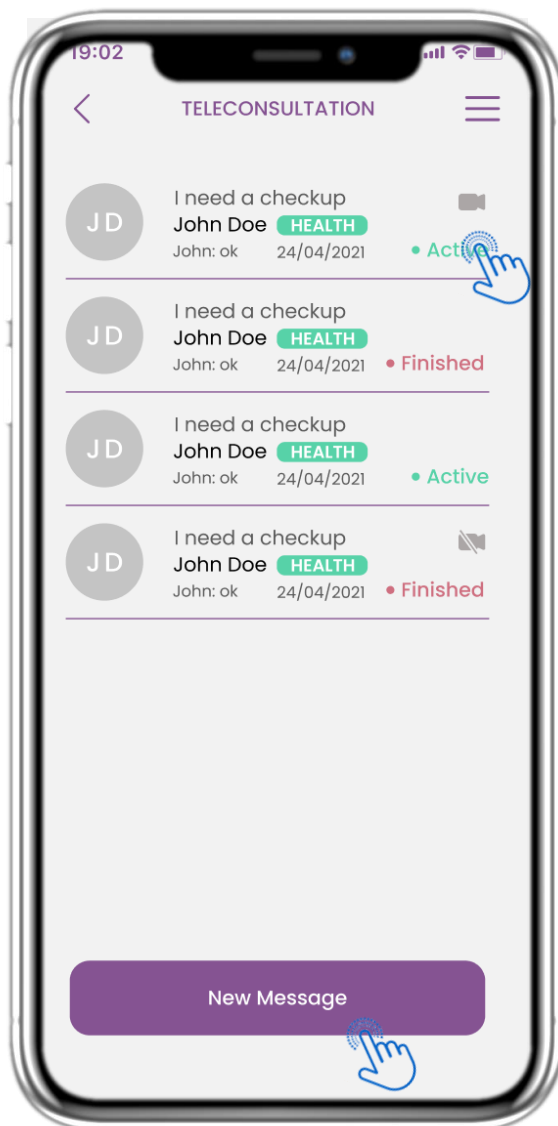 19:02
TELECONSULTATION
I need a checkup
JD
John Doe HEALTH
John: ok 24/04/2021 • Active
I need a checkup
JD
John Doe HEALTH
John: ok 24/04/2021 • Finished
I need a checkup
JD
John Doe HEALTH
John: ok 24/04/2021 • Active
I need a checkup
JD
John Doe HEALTH
John: ok 24/04/2021 • Finished
New Message